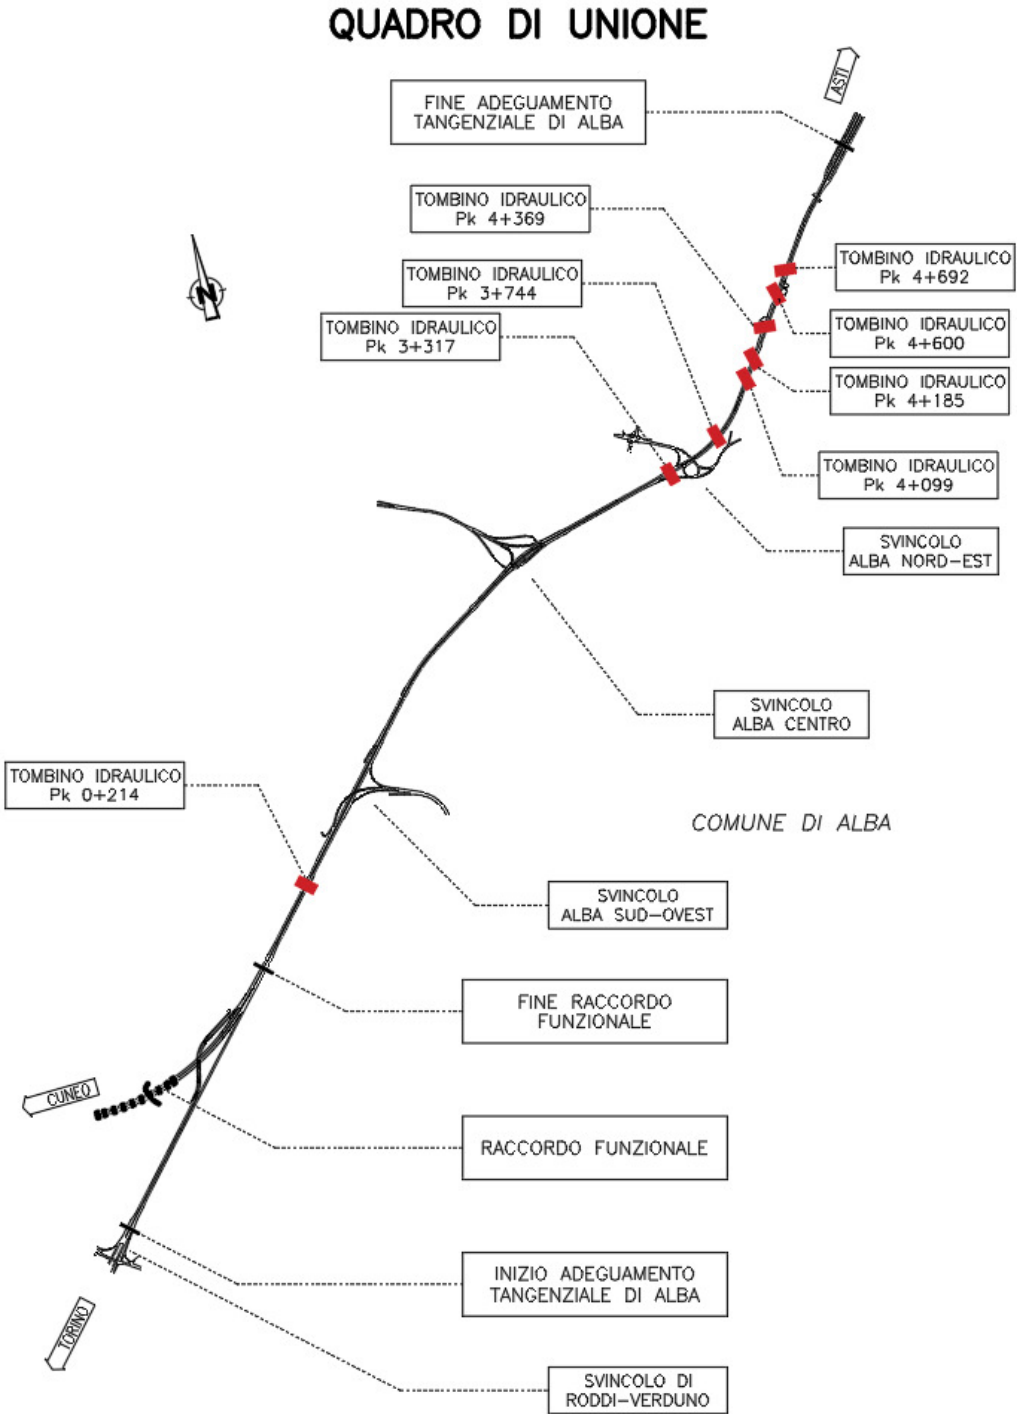 QUADRO DI UNIONE
ASTI
FINE ADEGUAMENTO
TANGENZIALE DI ALBA
TOMBINO IDRAULICO
Pk 4+369
TOMBINO IDRAULICO
Pk 4+692
TOMBINO IDRAULICO
Pk 3+744
N
TOMBINO IDRAULICO
Pk 4+600
TOMBINO IDRAULICO
Pk 3+317
TOMBINO IDRAULICO
Pk 4+185
TOMBINO IDRAULICO
Pk 4+099
SVINCOLO
ALBA NORD-EST
SVINCOLO
ALBA CENTRO
TOMBINO IDRAULICO
Pk 0+214
COMUNE DI ALBA
SVINCOLO
ALBA SUD-OVEST
FINE RACCORDO
FUNZIONALE
CUNEO
RACCORDO FUNZIONALE
INIZIO ADEGUAMENTO
TANGENZIALE DI ALBA
TORINO
SVINCOLO DI
RODDI-VERDUNO